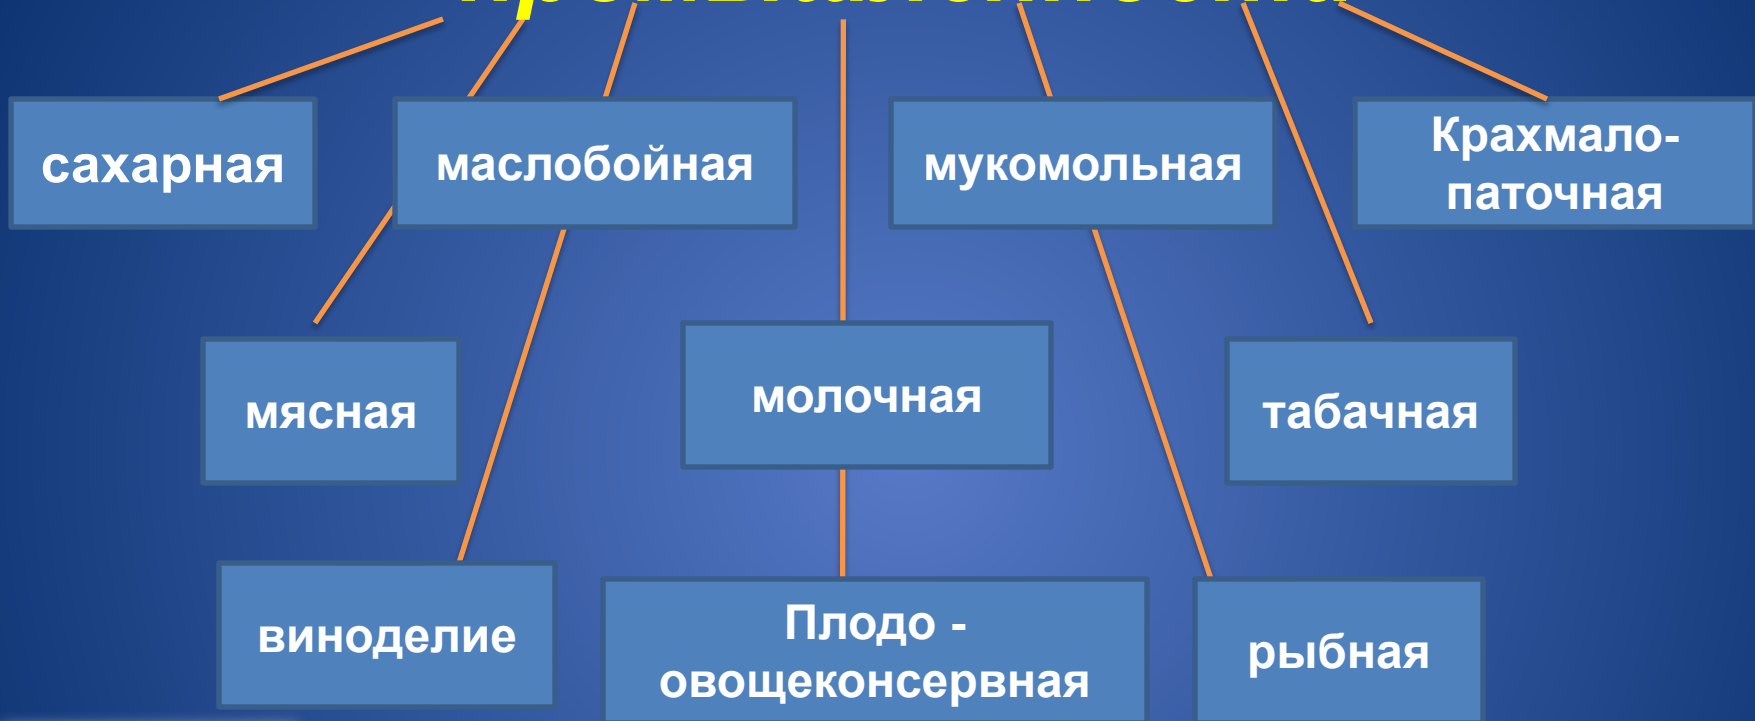 сахарная
маслобойная
мукомольная
Крахмало-
паточная
мясная
молочная
табачная
виноделие
Плодо -
овощеконсервная
рыбная